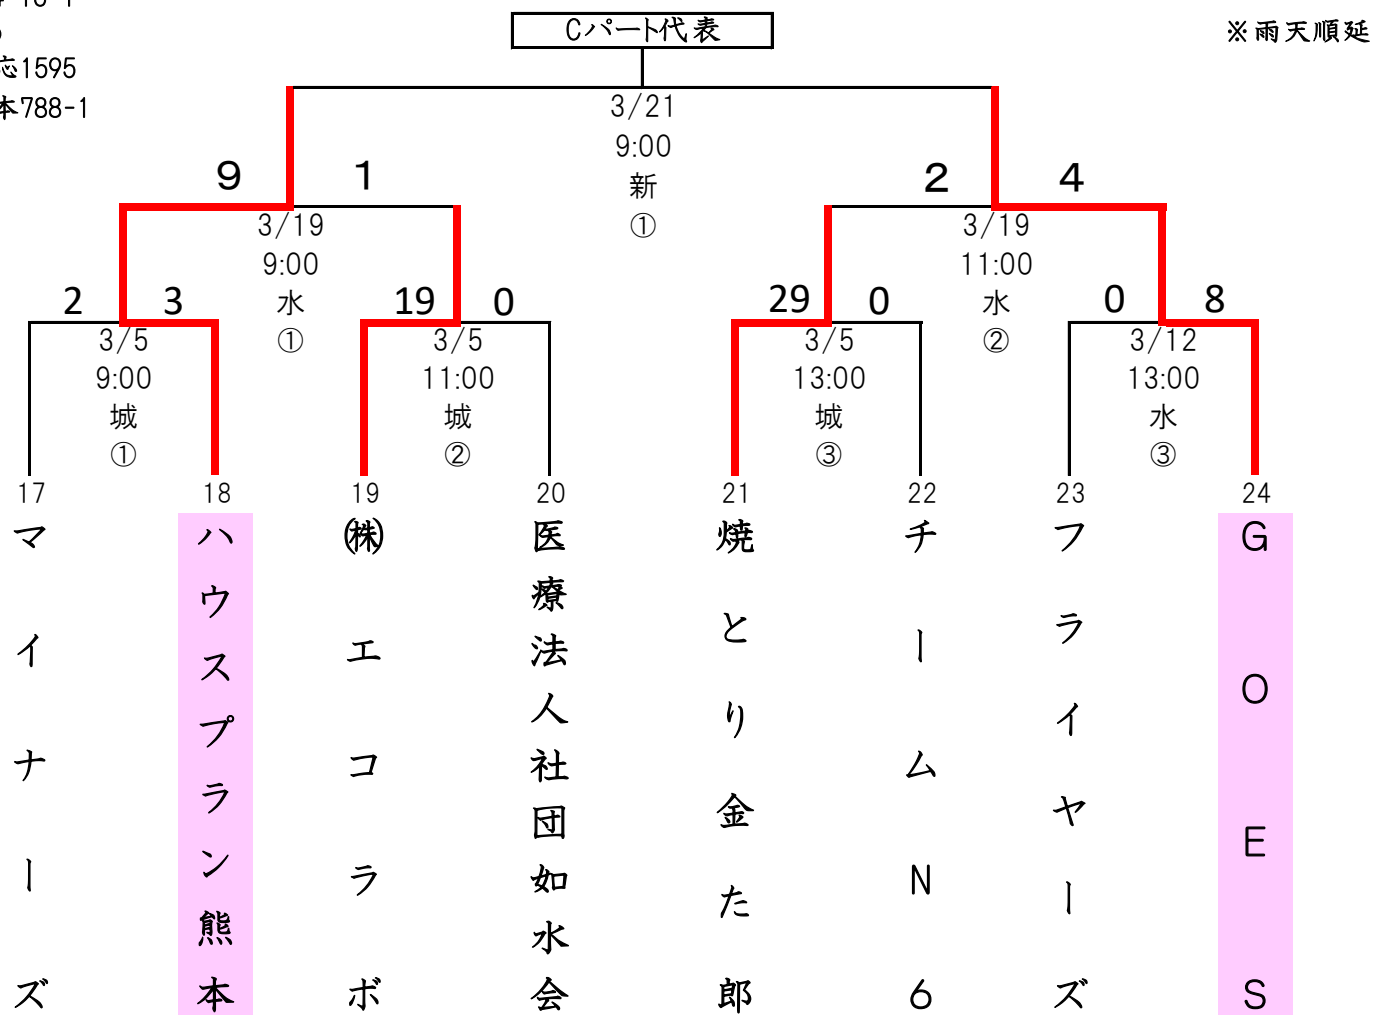 Cパート代表
※雨天順延
応1595
本788-1
3/21
9:00
新
①
9 1
2 4
3/19
9:00
水
①
3/19
11:00
水
②
2 3
19 0
29 0
0 8
3/5
9:00
城
①
3/5
11:00
城
②
3/5
13:00
城
③
3/12
13:00
水
③
17 18 19 20 21 22 23 24
マイナーズ
ハウスプラン熊本
㈱エコラボ
医療法人社団如水会
焼とり金た郎
チームN6
フライヤーズ
GOES